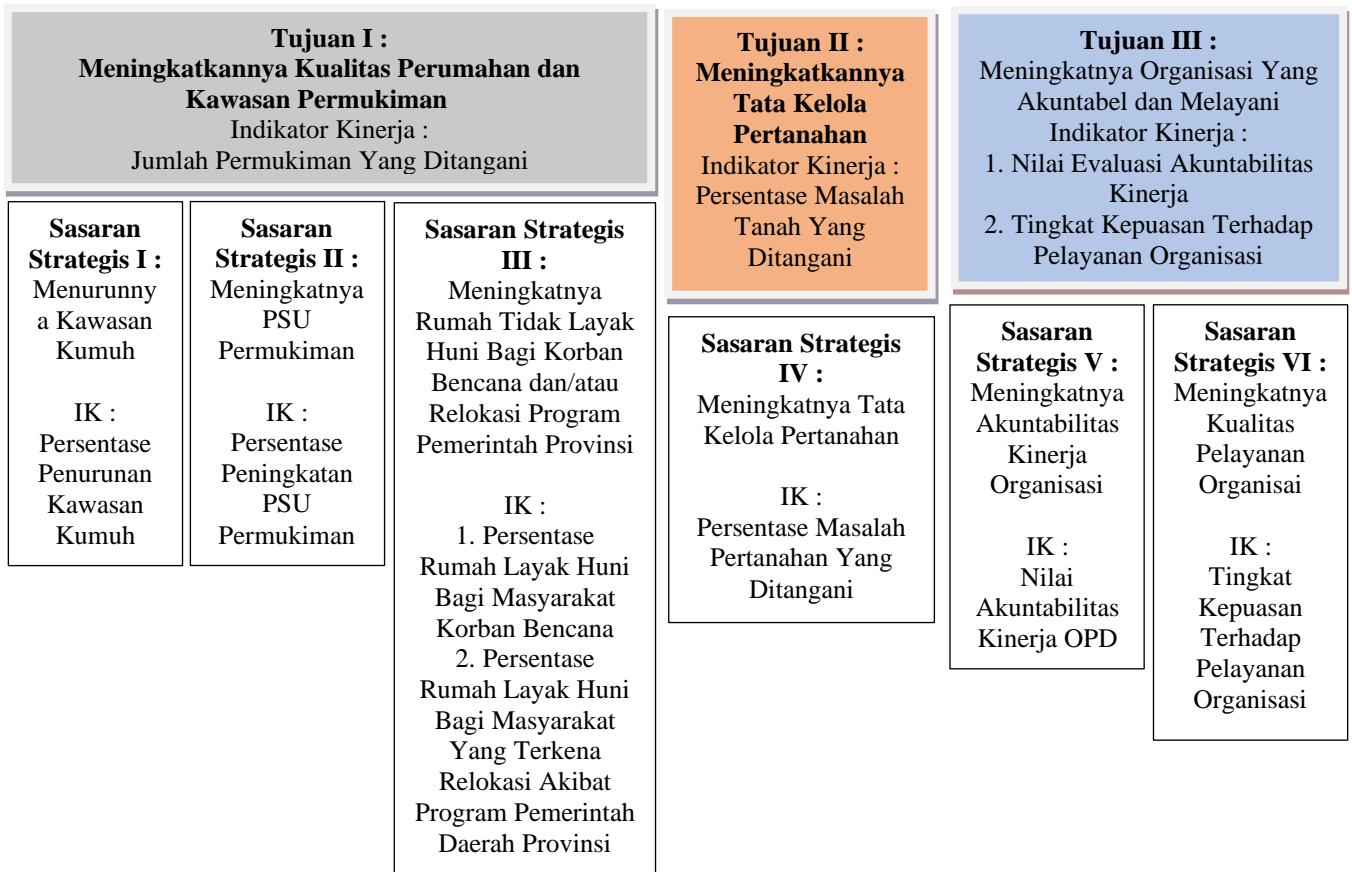 Tujuan I :
Meningkatkannya Kualitas Perumahan dan
Kawasan Permukiman
Indikator Kinerja :
Jumlah Permukiman Yang Ditangani
Tujuan II :
Meningkatkannya
Tata Kelola
Pertanahan
Indikator Kinerja :
Persentase Masalah
Tanah Yang
Ditangani
Tujuan III :
Meningkatnya Organisasi Yang
Akuntabel dan Melayani
Indikator Kinerja :
1. Nilai Evaluasi Akuntabilitas
Kinerja
2. Tingkat Kepuasan Terhadap
Pelayanan Organisasi
Sasaran
Strategis I :
Menurunny
a Kawasan
Kumuh
IK :
Persentase
Penurunan
Kawasan
Kumuh
Sasaran
Strategis II :
Meningkatnya
PSU
Permukiman
IK :
Persentase
Peningkatan
PSU
Permukiman
Sasaran Strategis
III :
Meningkatnya
Rumah Tidak Layak
Huni Bagi Korban
Bencana dan/atau
Relokasi Program
Pemerintah Provinsi
IK :
1. Persentase
Rumah Layak Huni
Bagi Masyarakat
Korban Bencana
2. Persentase
Rumah Layak Huni
Bagi Masyarakat
Yang Terkena
Relokasi Akibat
Program Pemerintah
Daerah Provinsi
Sasaran Strategis
IV :
Meningkatnya Tata
Kelola Pertanahan
IK :
Persentase Masalah
Pertanahan Yang
Ditangani
Sasaran
Strategis V :
Meningkatnya
Akuntabilitas
Kinerja
Organisasi
IK :
Nilai
Akuntabilitas
Kinerja OPD
Sasaran
Strategis VI :
Meningkatnya
Kualitas
Pelayanan
Organisai
IK :
Tingkat
Kepuasan
Terhadap
Pelayanan
Organisasi